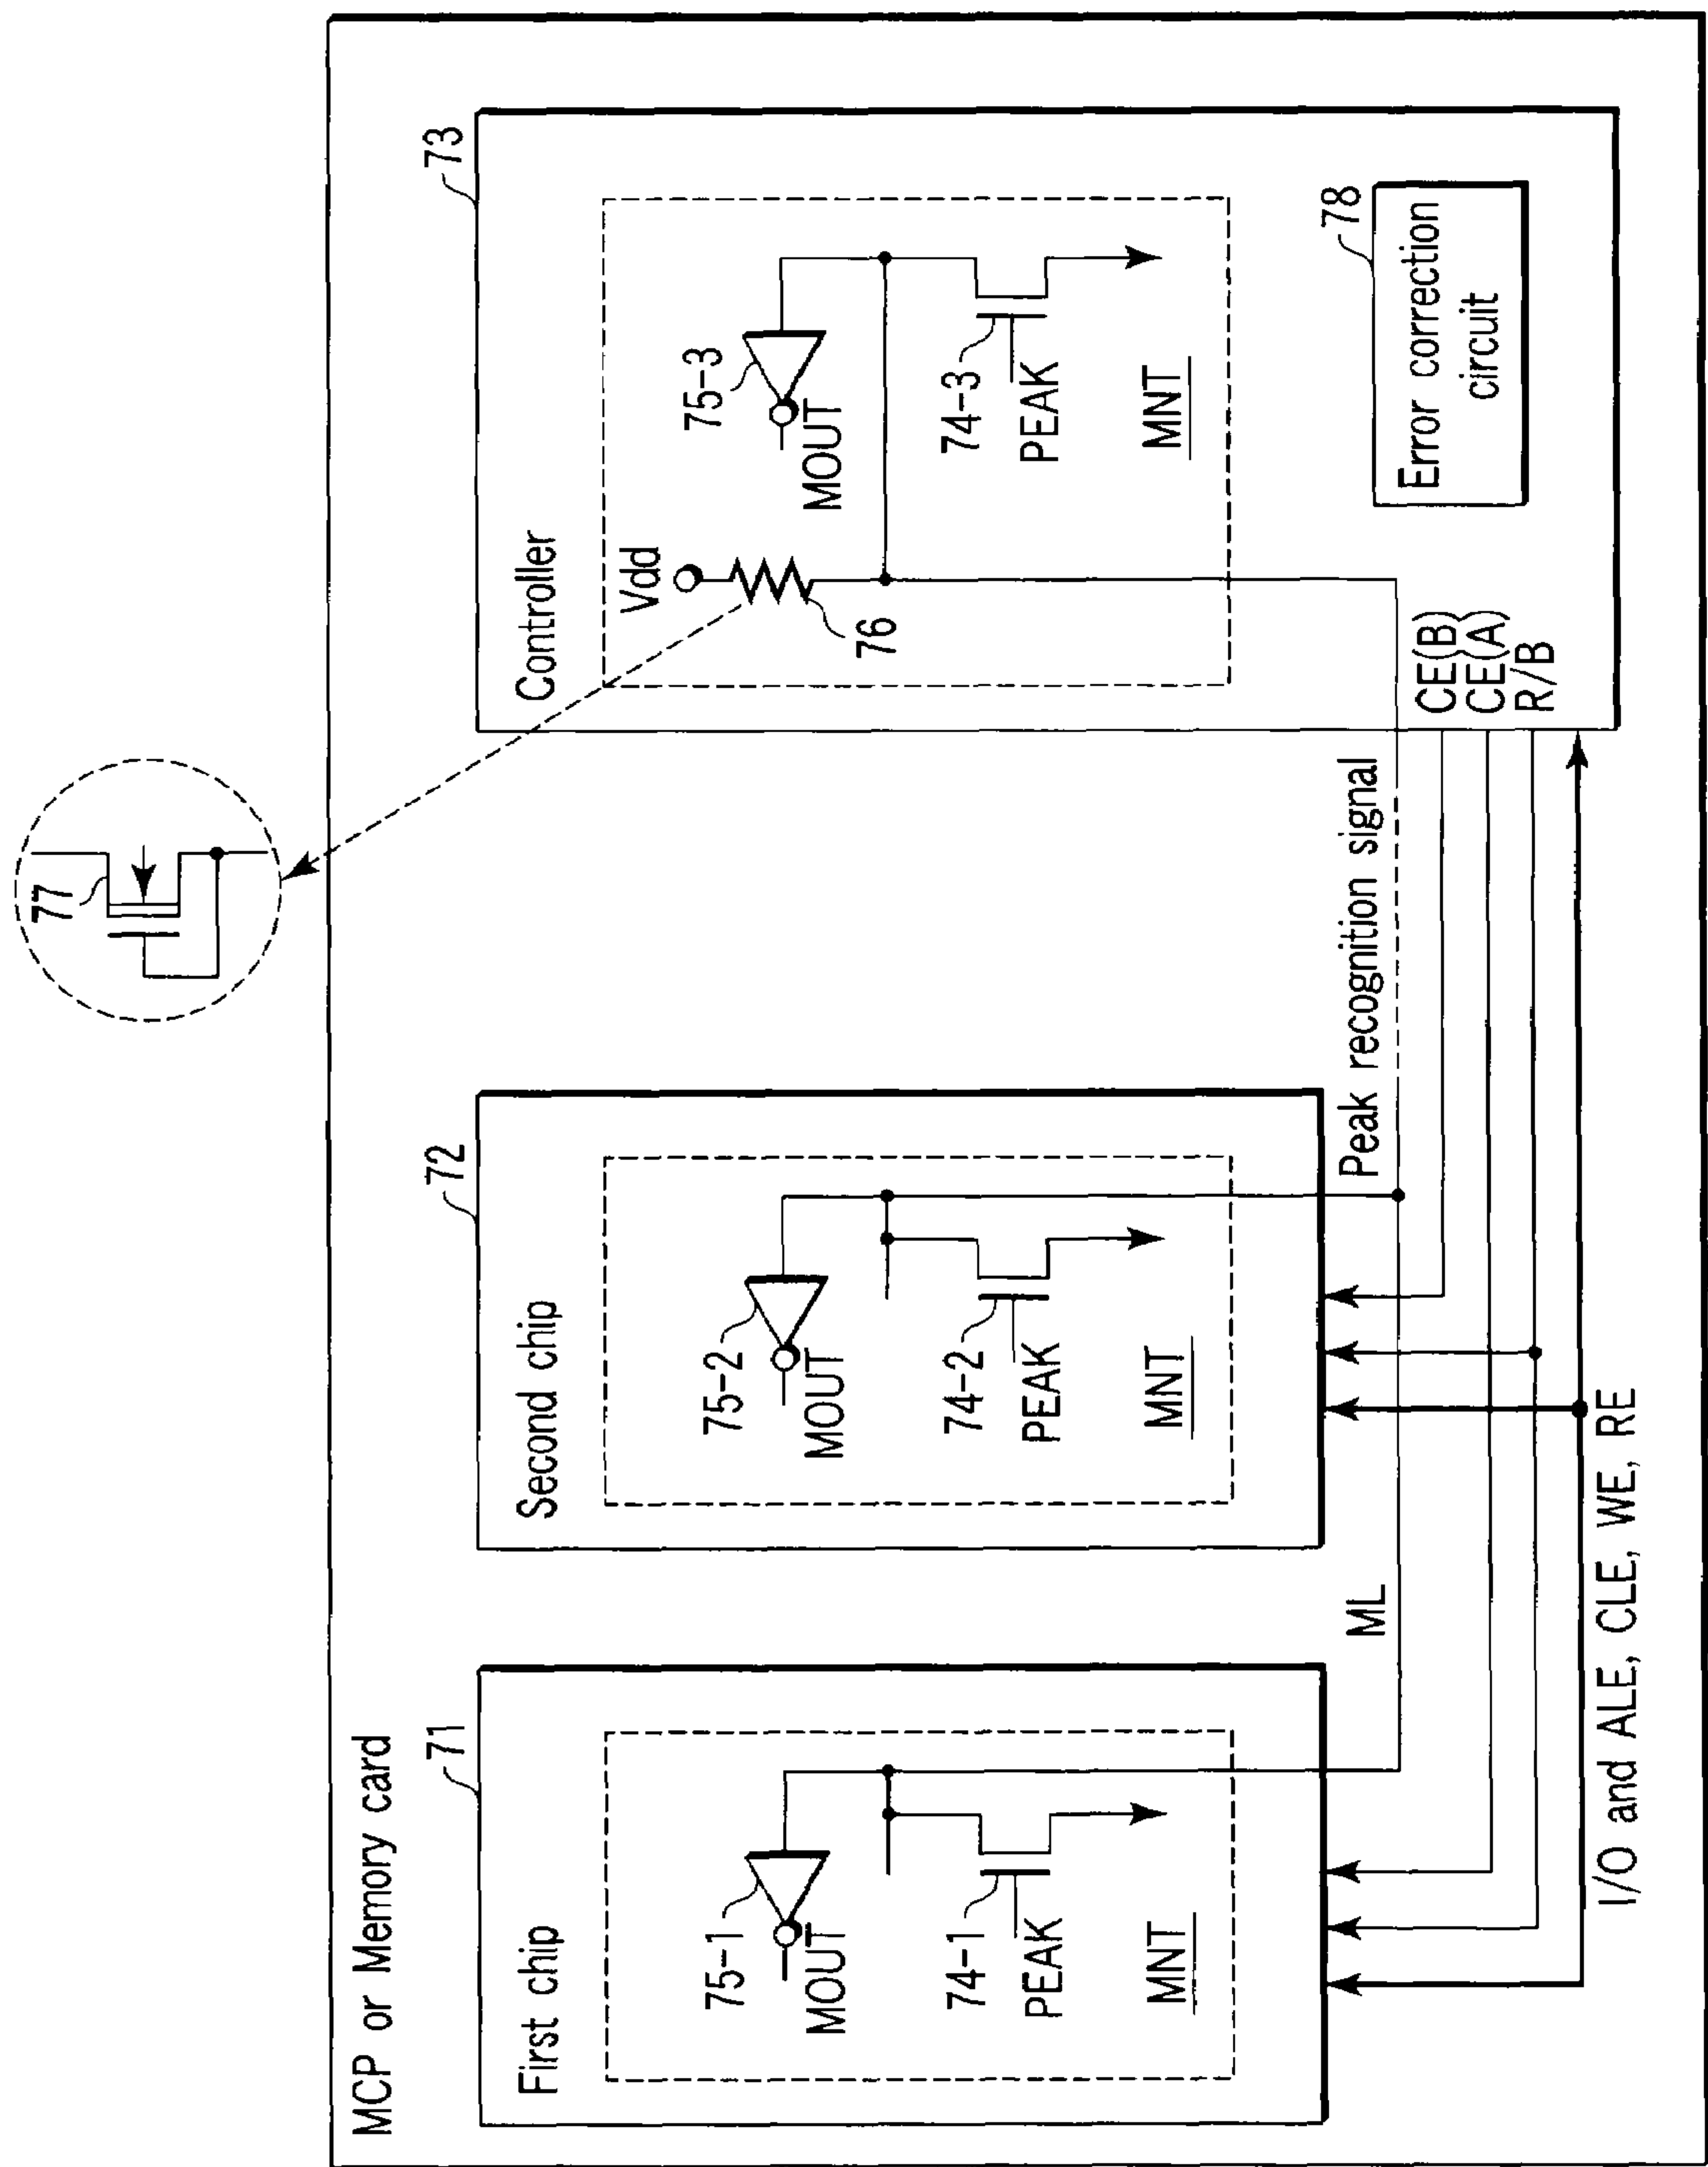 MCP or Memory card
First chip
71
75-1
MOUT
74-1
PEAK
MNT
Second chip
72
75-2
MOUT
74-2
PEAK
MNT
77
Controller
73
Vdd
76
75-3
MOUT
74-3
PEAK
MNT
78
Error correction
circuit
CE(B)
CE(A)
R/B
ML
Peak recognition signal
I/O and ALE, CLE, WE, RE